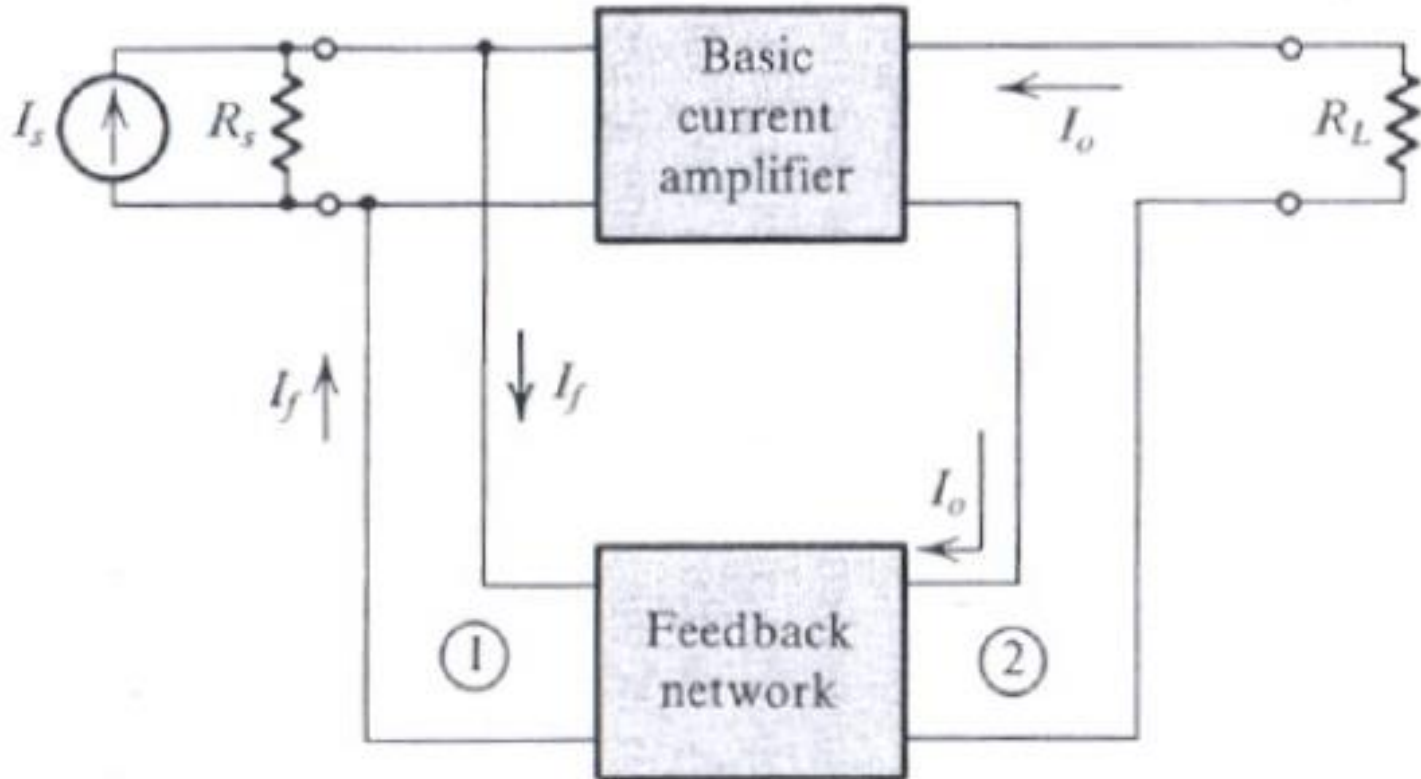 Basic
current
amplifier
I_s
R_s
I_o
R_L
I_f
I_f
I_o
①
Feedback
network
②